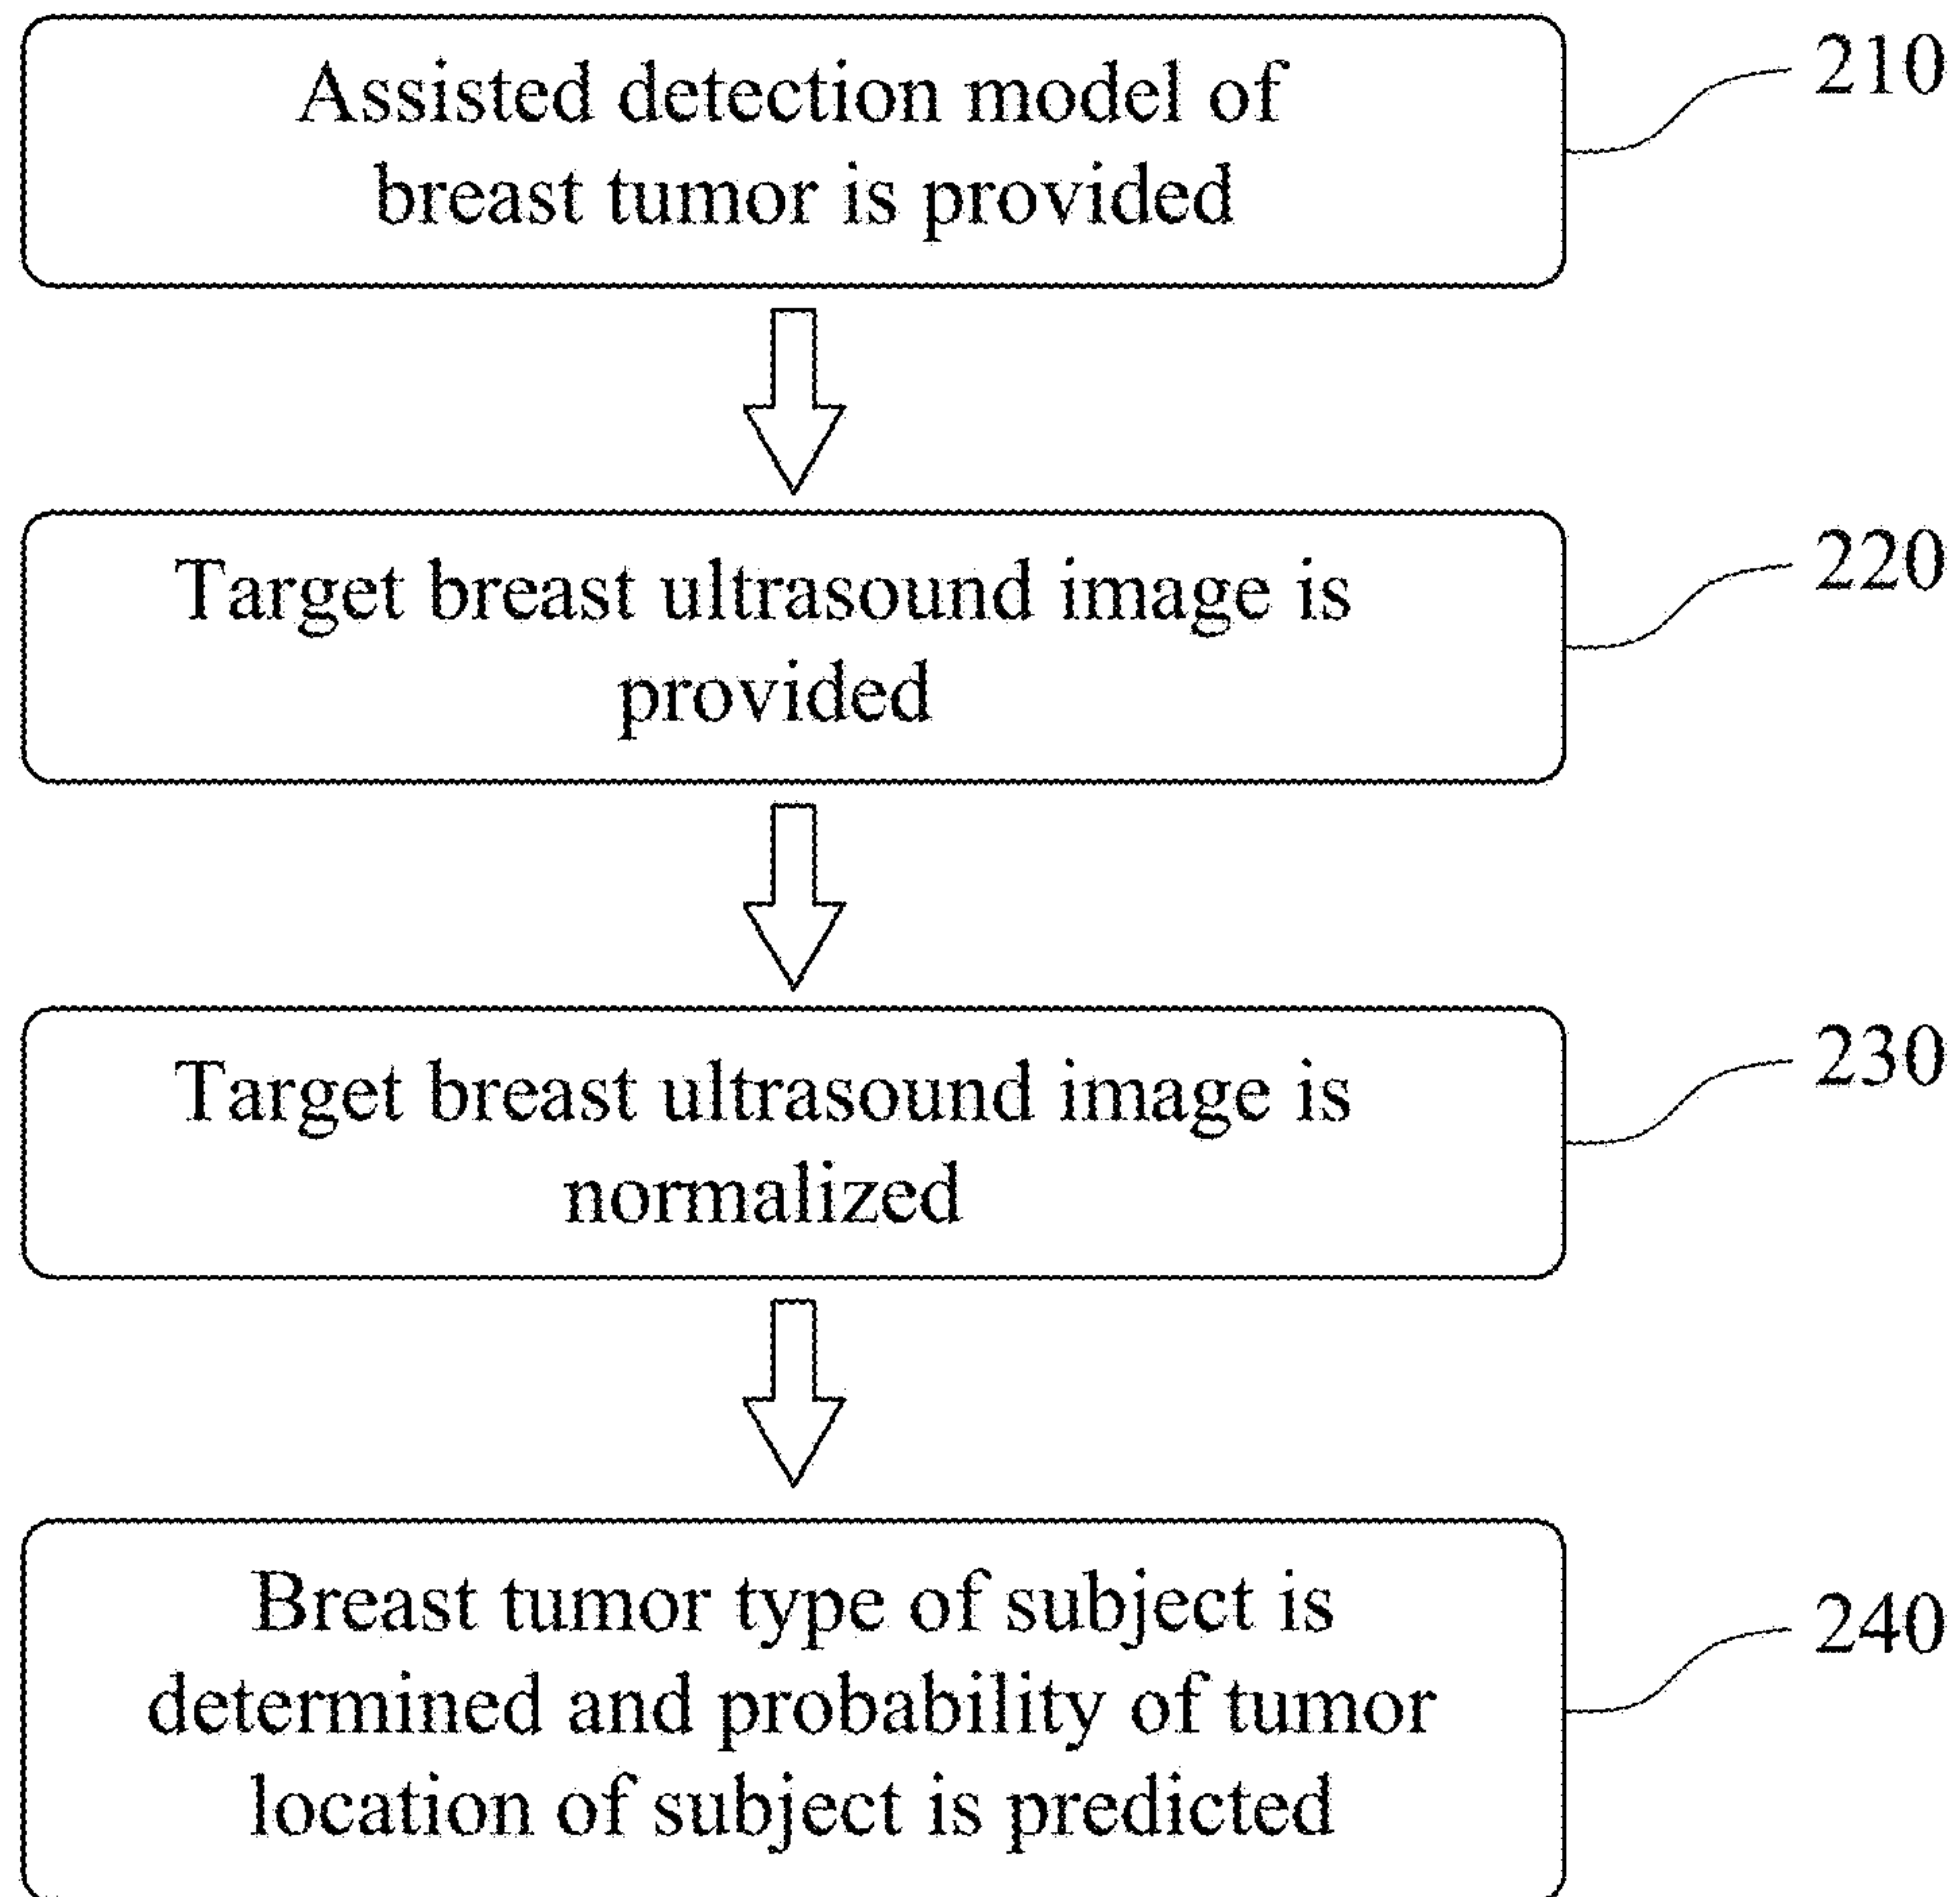 Assisted detection model of
breast tumor is provided
210
Target breast ultrasound image is
provided
220
Target breast ultrasound image is
normalized
230
Breast tumor type of subject is
determined and probability of tumor
location of subject is predicted
240